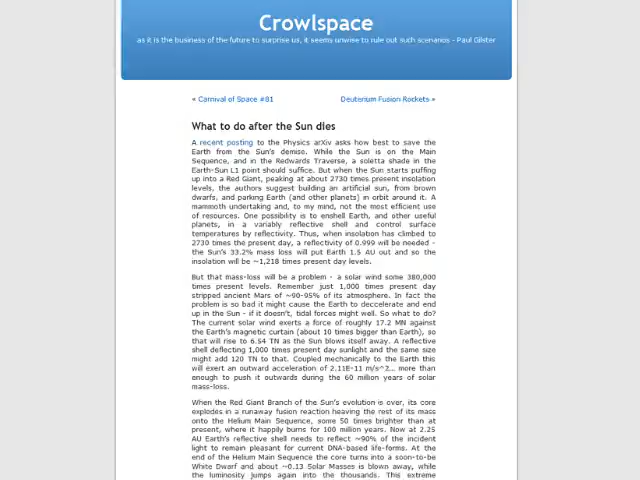 Crowlspace
as it is the business of the future to surprise us, it seems unwise to rule out such scenarios - Paul Gilster
« Carnival of Space #81
Deuterium Fusion Rockets »
What to do after the Sun dies
A recent posting to the Physics arXiv asks how best to save the
Earth from the Sun's demise. While the Sun is on the Main
Sequence, and in the Redwards Traverse, a soletta shade in the
Earth-Sun L1 point should suffice. But when the Sun starts puffing
up into a Red Giant, peaking at about 2730 times present insolation
levels, the authors suggest building an artificial sun, from brown
dwarfs, and parking Earth (and other planets) in orbit around it. A
mammoth undertaking and, to my mind, not the most efficient use
of resources. One possibility is to enshell Earth, and other useful
planets, in a variably reflective shell and control surface
temperatures by reflectivity. Thus, when insolation has climbed to
2730 times the present day, a reflectivity of 0.999 will be needed -
the Sun's 33.2% mass loss will put Earth 1.5 AU out and so the
insolation will be ~1,218 times present day levels.
But that mass-loss will be a problem - a solar wind some 380,000
times present levels. Remember just 1,000 times present day
stripped ancient Mars of ~90-95% of its atmosphere. In fact the
problem is so bad it might cause the Earth to deccelerate and end
up in the Sun - if it doesn't, tidal forces might well. So what to do?
The current solar wind exerts a force of roughly 17.2 MN against
the Earth's magnetic curtain (about 10 times bigger than Earth), so
that will rise to 6.54 TN as the Sun blows itself away. A reflective
shell deflecting 1,000 times present day sunlight and the same size
might add 120 TN to that. Coupled mechanically to the Earth this
will exert an outward acceleration of 2.11E-11 m/s^2... more than
enough to push it outwards during the 60 million years of solar
mass-loss.
When the Red Giant Branch of the Sun's evolution is over, its core
explodes in a runaway fusion reaction heaving the rest of its mass
onto the Helium Main Sequence, some 50 times brighter than at
present, where it happily burns for 100 million years. Now at 2.25
AU Earth's reflective shell needs to reflect ~90% of the incident
light to remain pleasant for current DNA-based life-forms. At the
end of the Helium Main Sequence the core turns into a soon-to-be
White Dwarf and about ~0.13 Solar Masses is blown away, while
the luminosity jumps again into the thousands. This extreme